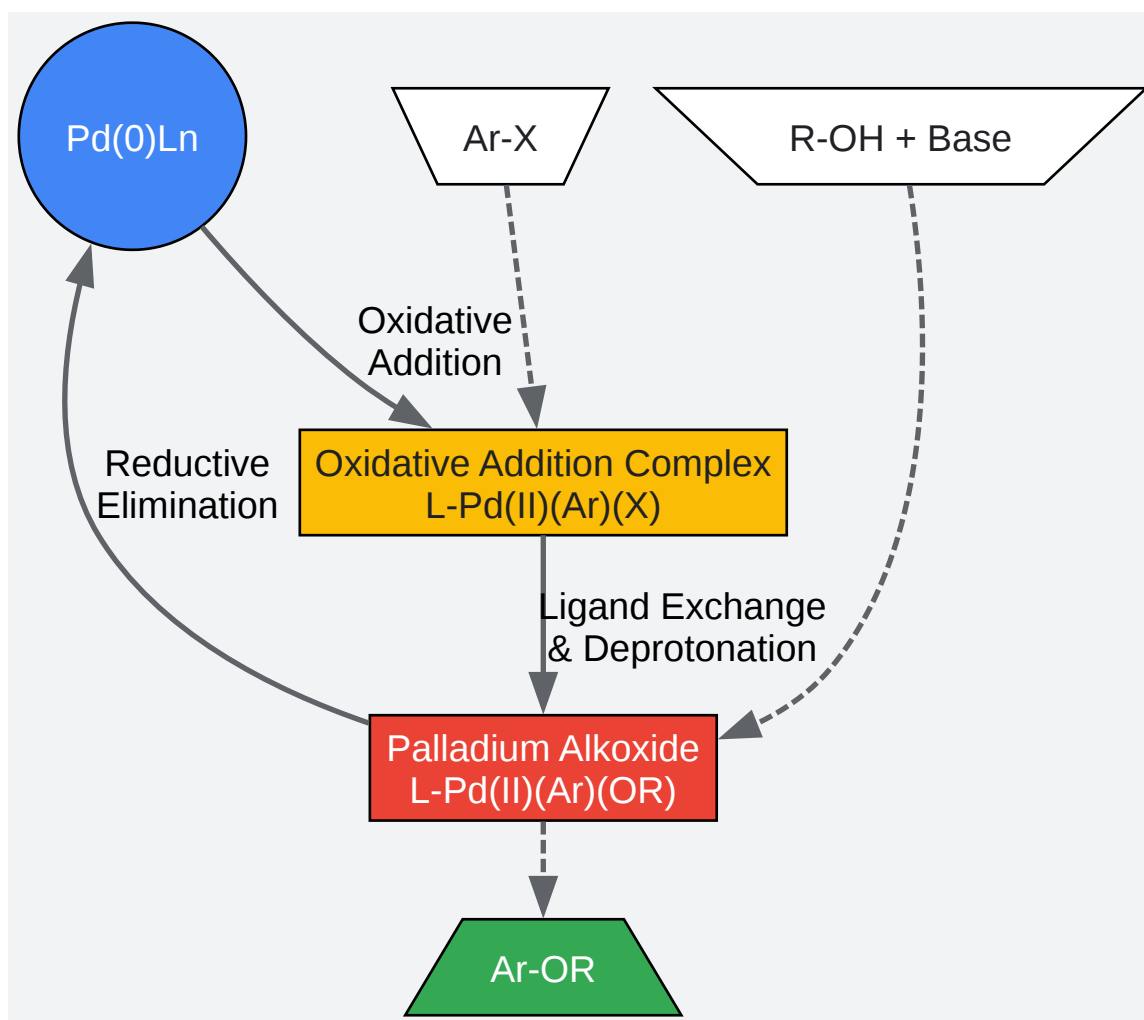 Pd(0)Ln
Ar-X
R-OH + Base
Oxidative
Addition
Reductive
Elimination
Oxidative Addition Complex
L-Pd(II)(Ar)(X)
Ligand Exchange
& Deprotonation
Palladium Alkoxide
L-Pd(II)(Ar)(OR)
Ar-OR